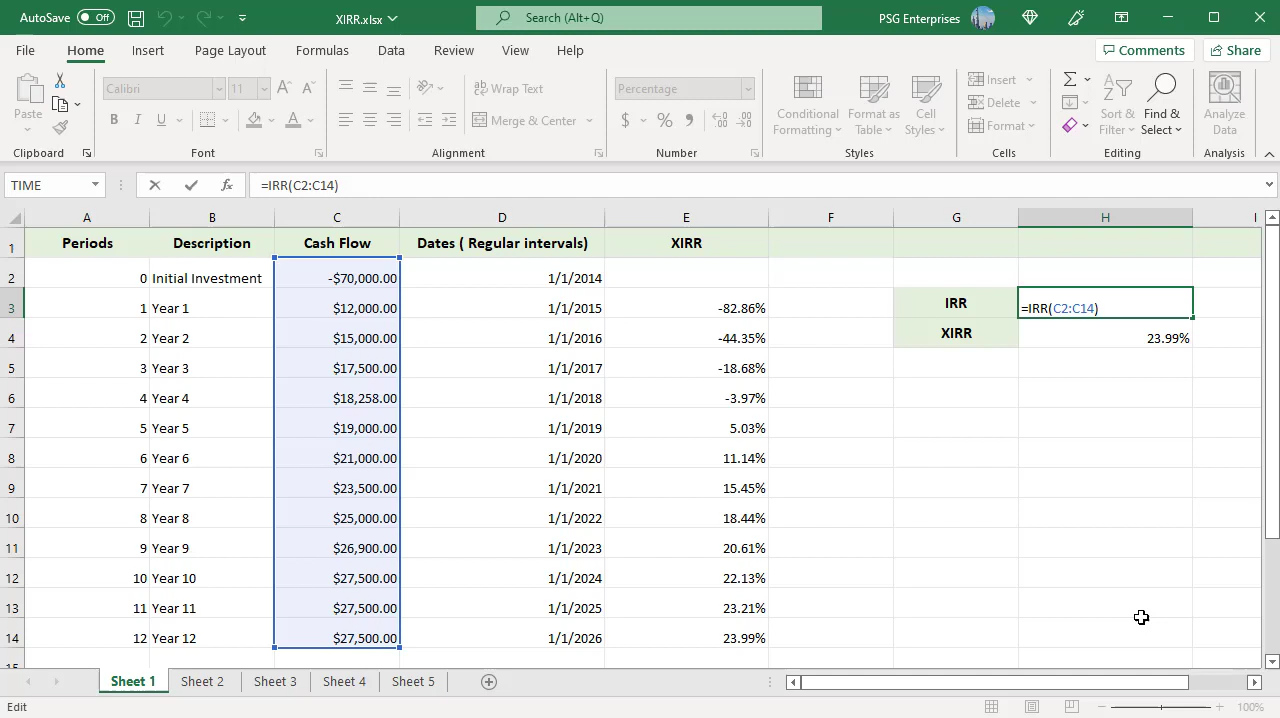 AutoSave Off XIRR.xlsx Search (Alt+Q) PSG Enterprises
File Home Insert Page Layout Formulas Data Review View Help Comments Share
Paste
Clipboard
Calibri 11
B I U A
Font
Wrap Text
Merge & Center
Alignment
Percentage
$ % 9
Number
Conditional Formatting
Format as Table
Cell Styles
Styles
Insert
Delete
Format
Cells
Sort & Filter
Find & Select
Editing
Analyze Data
Analysis
TIME fx =IRR(C2:C14)
A B C D E F G H I
1 Periods Description Cash Flow Dates ( Regular intervals) XIRR
2 0 Initial Investment -$70,000.00 1/1/2014
3 1 Year 1 $12,000.00 1/1/2015 -82.86% IRR =IRR(C2:C14)
4 2 Year 2 $15,000.00 1/1/2016 -44.35% XIRR 23.99%
5 3 Year 3 $17,500.00 1/1/2017 -18.68%
6 4 Year 4 $18,258.00 1/1/2018 -3.97%
7 5 Year 5 $19,000.00 1/1/2019 5.03%
8 6 Year 6 $21,000.00 1/1/2020 11.14%
9 7 Year 7 $23,500.00 1/1/2021 15.45%
10 8 Year 8 $25,000.00 1/1/2022 18.44%
11 9 Year 9 $26,900.00 1/1/2023 20.61%
12 10 Year 10 $27,500.00 1/1/2024 22.13%
13 11 Year 11 $27,500.00 1/1/2025 23.21%
14 12 Year 12 $27,500.00 1/1/2026 23.99%
15
Sheet 1 Sheet 2 Sheet 3 Sheet 4 Sheet 5
Edit 100%